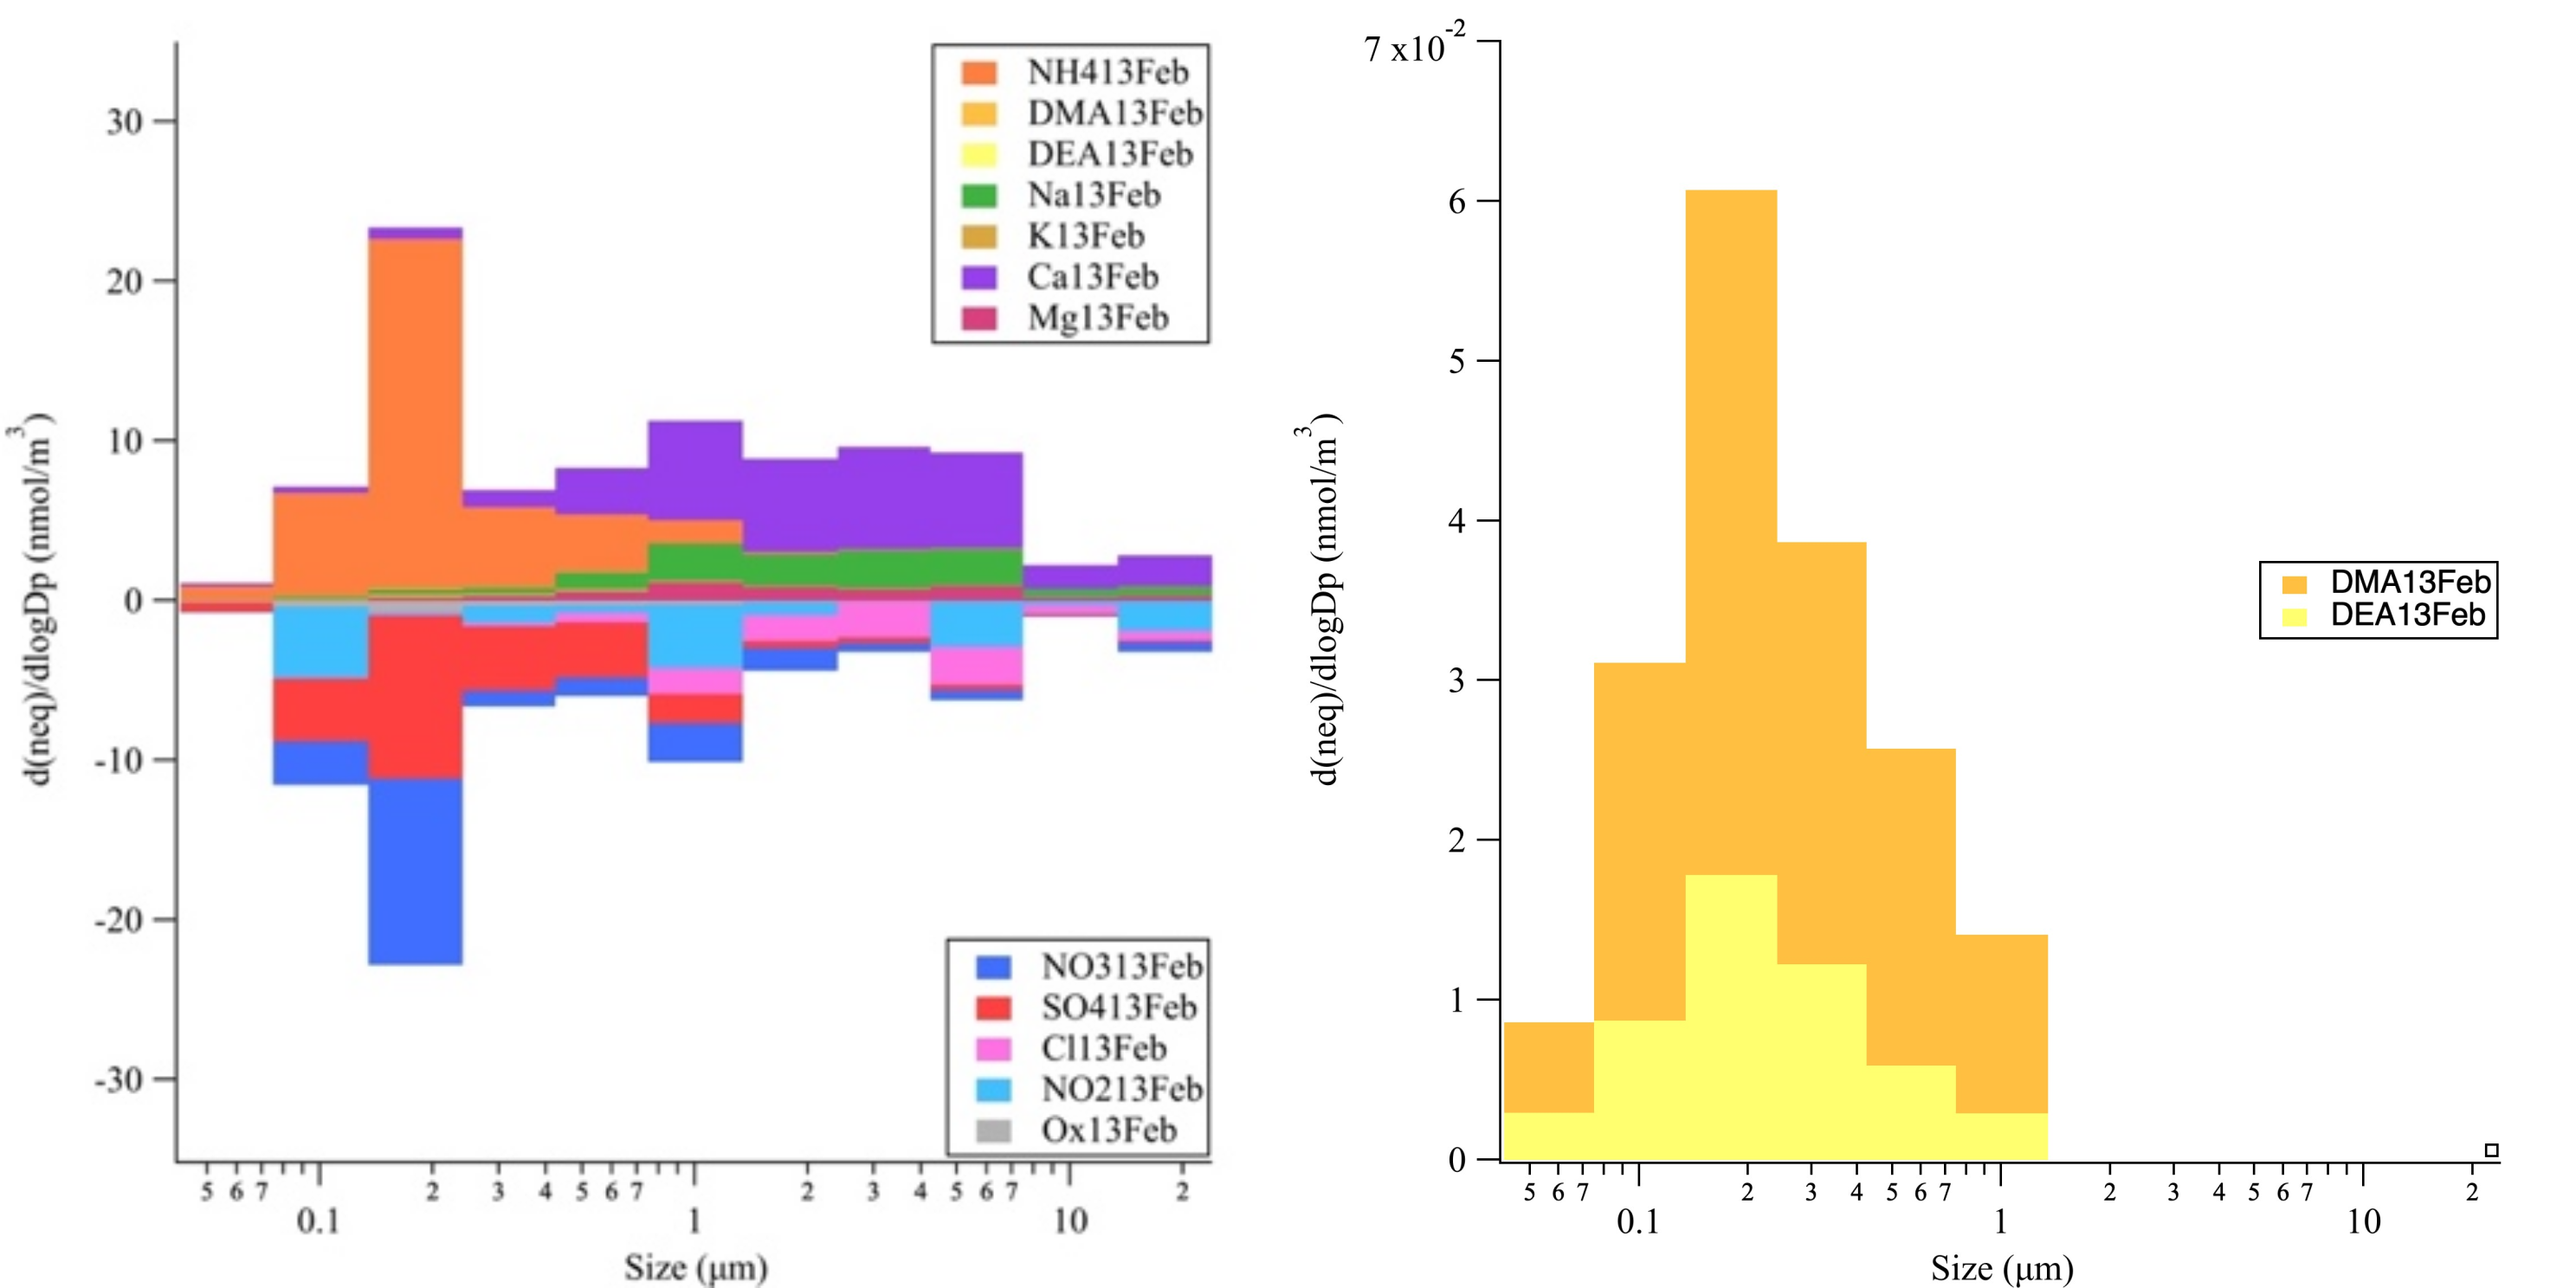 d(neq)/dlogDp (nmol/m³)
30
20
10
0
-10
-20
-30
NH413Feb
DMA13Feb
DEA13Feb
Na13Feb
K13Feb
Ca13Feb
Mg13Feb
NO313Feb
SO413Feb
Cl13Feb
NO213Feb
Ox13Feb
5 6 7 2 3 4 5 6 7 2 3 4 5 6 7 2
0.1 1 10
Size (μm)
d(neq)/dlogDp (nmol/m³)
7 x10⁻²
6
5
4
3
2
1
0
DMA13Feb
DEA13Feb
5 6 7 2 3 4 5 6 7 2 3 4 5 6 7 2
0.1 1 10
Size (μm)